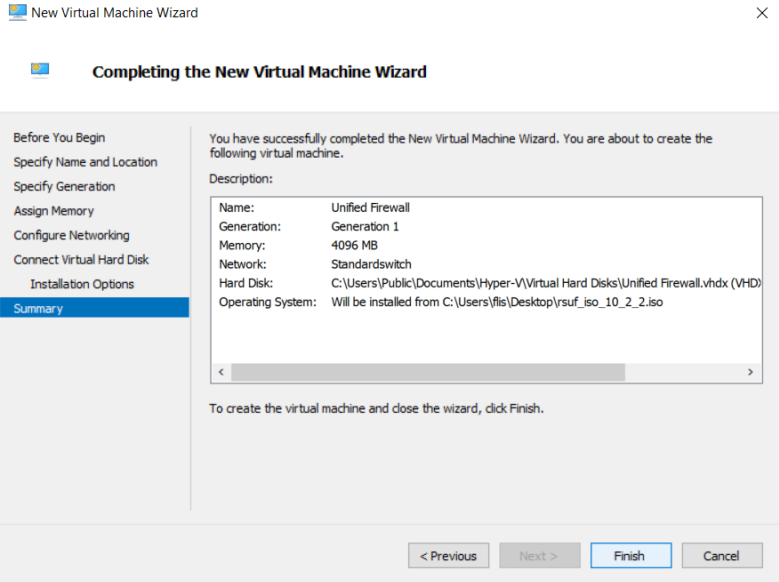 New Virtual Machine Wizard
Completing the New Virtual Machine Wizard
Before You Begin
Specify Name and Location
Specify Generation
Assign Memory
Configure Networking
Connect Virtual Hard Disk
Installation Options
Summary
You have successfully completed the New Virtual Machine Wizard. You are about to create the
following virtual machine.
Description:
Name: Unified Firewall
Generation: Generation 1
Memory: 4096 MB
Network: Standardswitch
Hard Disk: C:\Users\Public\Documents\Hyper-V\Virtual Hard Disks\Unified Firewall.vhdx (VHD
Operating System: Will be installed from C:\Users\flis\Desktop\rsuf_iso_10_2_2.iso
To create the virtual machine and close the wizard, click Finish.
< Previous Next > Finish Cancel